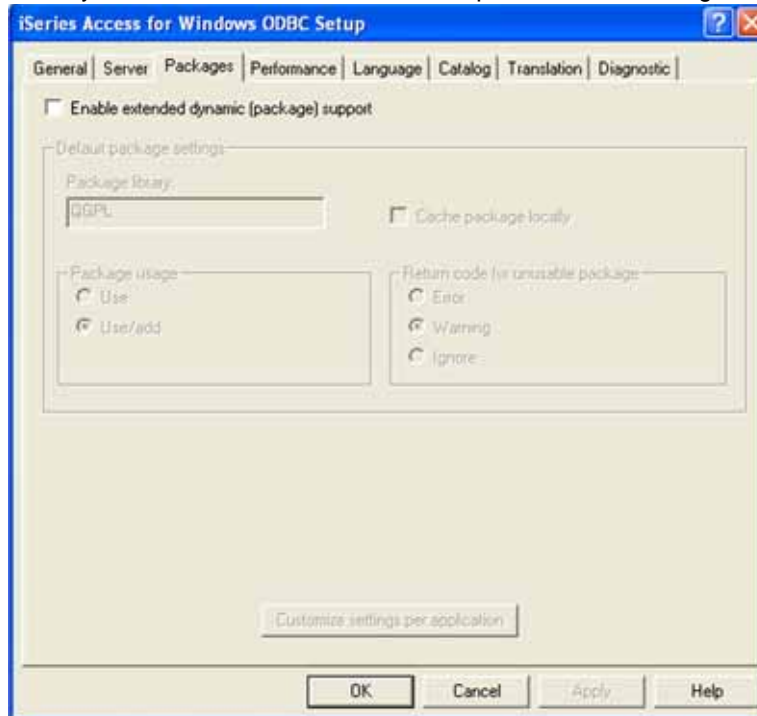 iSeries Access for Windows ODBC Setup
General Server Packages Performance Language Catalog Translation Diagnostic
Enable extended dynamic (package) support
Default package settings
Package library:
QGPL
Cache package locally
Package usage
Return code for unusable package
Use
Error
Use/add
Warning
Ignore
Customize settings per application
OK Cancel Apply Help